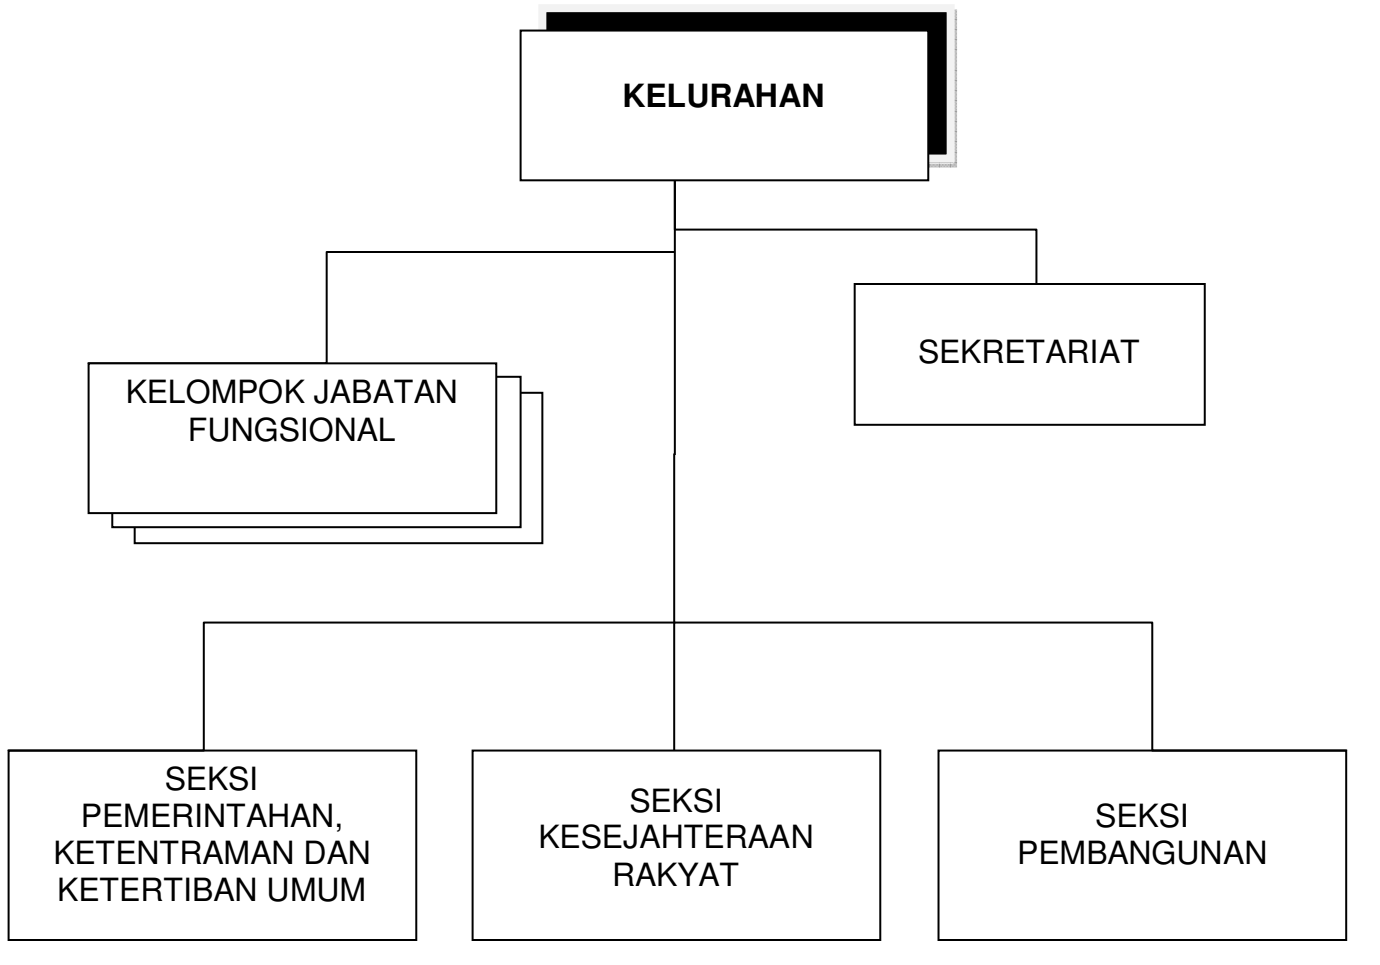 KELURAHAN
SEKRETARIAT
KELOMPOK JABATAN
FUNGSIONAL
SEKSI
PEMERINTAHAN,
KETENTRAMAN DAN
KETERTIBAN UMUM
SEKSI
KESEJAHTERAAN
RAKYAT
SEKSI
PEMBANGUNAN